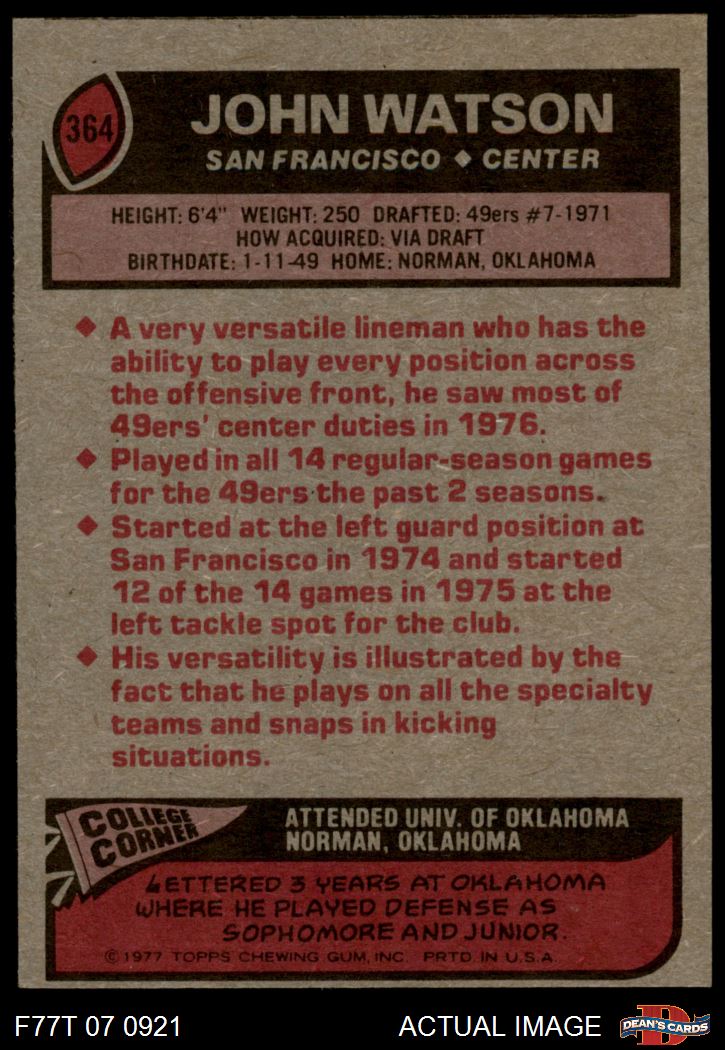 364
JOHN WATSON
SAN FRANCISCO ◆ CENTER
HEIGHT: 6'4" WEIGHT: 250 DRAFTED: 49ers #7-1971
HOW ACQUIRED: VIA DRAFT
BIRTHDATE: 1-11-49 HOME: NORMAN, OKLAHOMA
◆ A very versatile lineman who has the
ability to play every position across
the offensive front, he saw most of
49ers' center duties in 1976.
◆ Played in all 14 regular-season games
for the 49ers the past 2 seasons.
◆ Started at the left guard position at
San Francisco in 1974 and started
12 of the 14 games in 1975 at the
left tackle spot for the club.
◆ His versatility is illustrated by the
fact that he plays on all the specialty
teams and snaps in kicking
situations.
COLLEGE
CORNER
ATTENDED UNIV. OF OKLAHOMA
NORMAN, OKLAHOMA
LETTERED 3 YEARS AT OKLAHOMA
WHERE HE PLAYED DEFENSE AS
SOPHOMORE AND JUNIOR.
©1977 TOPPS CHEWING GUM, INC. PRTD. IN U.S.A.
F77T 07 0921
ACTUAL IMAGE
D
DEAN'S CARDS